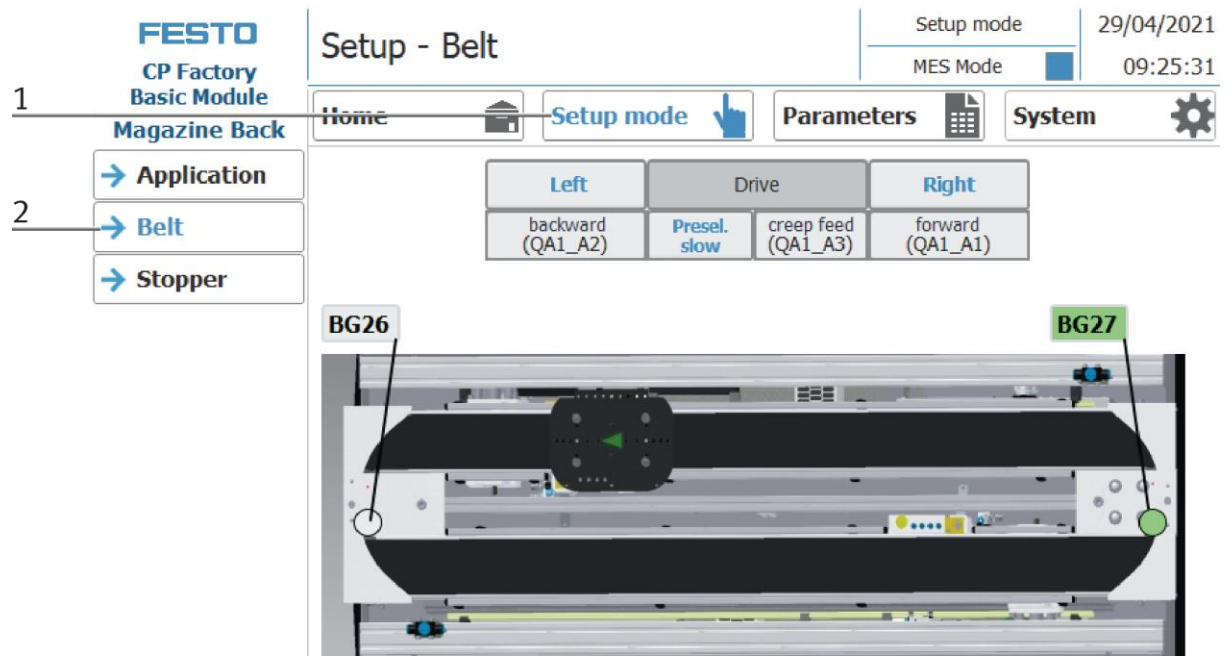 FESTO
CP Factory
Basic Module
Magazine Back
Setup - Belt
Setup mode
MES Mode
29/04/2021
09:25:31
1
Home
Setup mode
Parameters
System
Application
2
Belt
Stopper
Left
Drive
Right
backward
(QA1_A2)
Presel.
slow
creep feed
(QA1_A3)
forward
(QA1_A1)
BG26
BG27